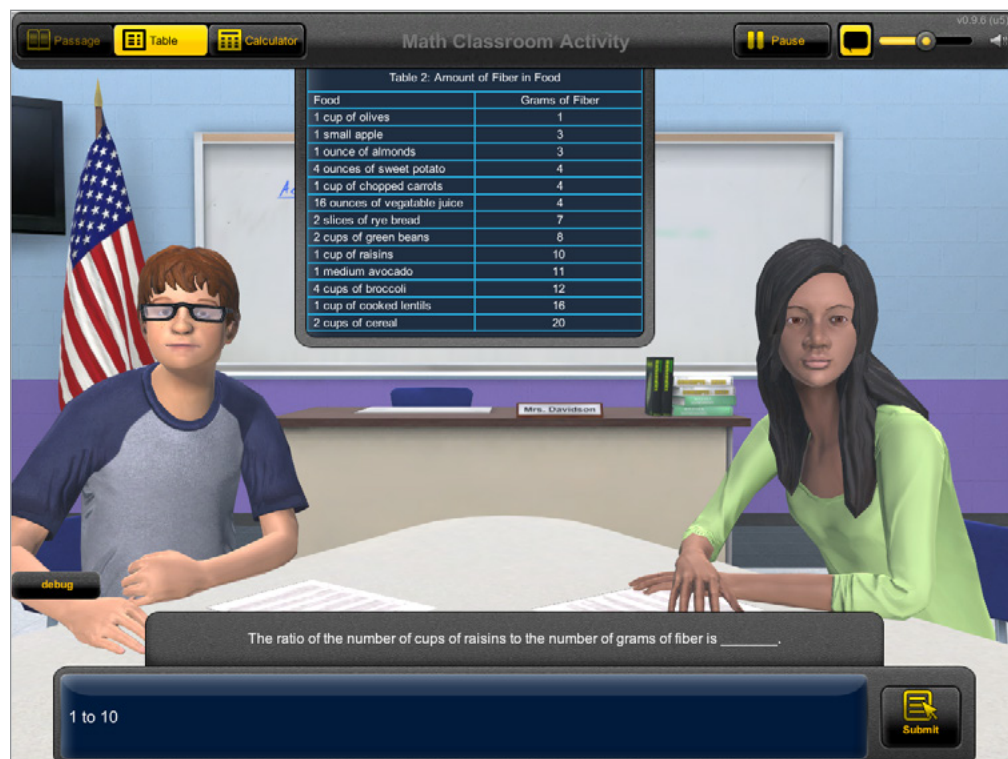 v0.9.6 (u5)
Passage
Table
Calculator
Math Classroom Activity
Pause
Table 2: Amount of Fiber in Food
Food Grams of Fiber
1 cup of olives 1
1 small apple 3
1 ounce of almonds 3
4 ounces of sweet potato 4
1 cup of chopped carrots 4
16 ounces of vegatable juice 4
2 slices of rye bread 7
2 cups of green beans 8
1 cup of raisins 10
1 medium avocado 11
4 cups of broccoli 12
1 cup of cooked lentils 16
2 cups of cereal 20
Mrs. Davidson
debug
The ratio of the number of cups of raisins to the number of grams of fiber is _______.
1 to 10
Submit